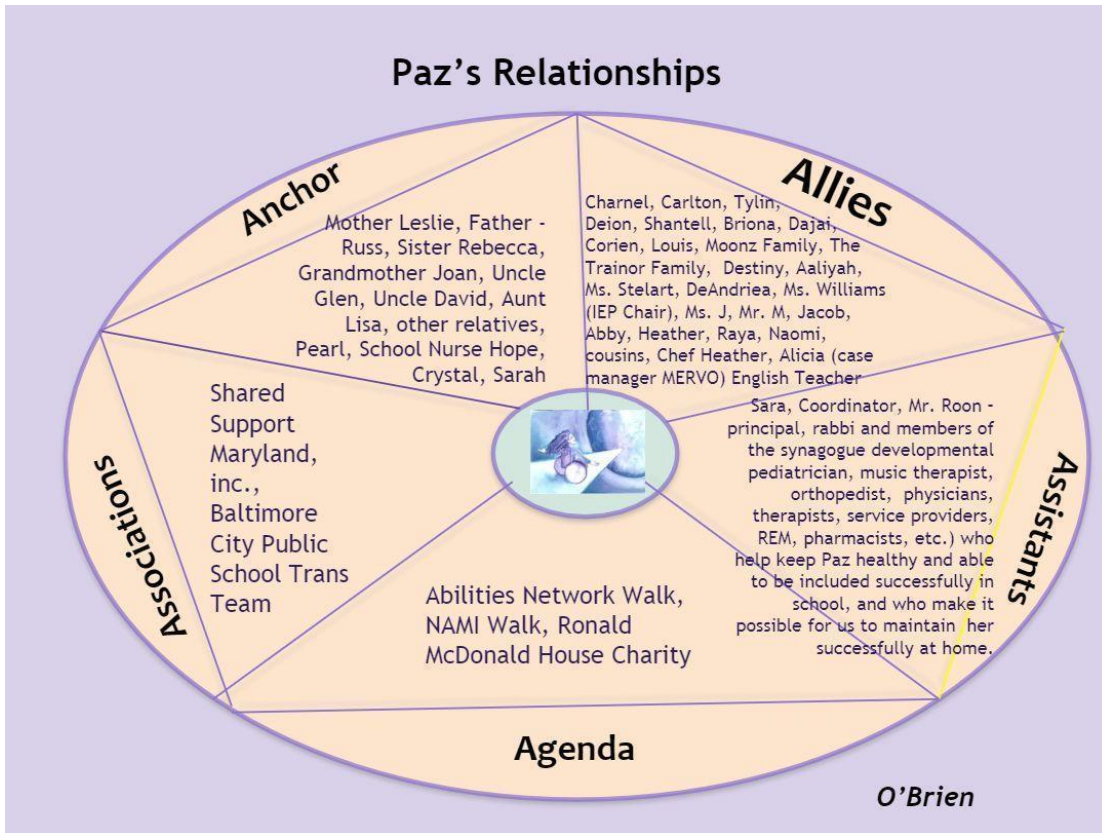 Paz's Relationships
Anchor
Mother Leslie, Father -
Russ, Sister Rebecca,
Grandmother Joan, Uncle
Glen, Uncle David, Aunt
Lisa, other relatives,
Pearl, School Nurse Hope,
Crystal, Sarah
Allies
Charnel, Carlton, Tylin,
Deion, Shantell, Briona, Dajai,
Corien, Louis, Moonz Family, The
Trainor Family, Destiny, Aaliyah,
Ms. Stelart, DeAndriea, Ms. Williams
(IEP Chair), Ms. J, Mr. M, Jacob,
Abby, Heather, Raya, Naomi,
cousins, Chef Heather, Alicia (case
manager MERVO) English Teacher
Associations
Shared
Support
Maryland,
inc.,
Baltimore
City Public
School Trans
Team
Assistants
Sara, Coordinator, Mr. Roon -
principal, rabbi and members of
the synagogue developmental
pediatrician, music therapist,
orthopedist, physicians,
therapists, service providers,
REM, pharmacists, etc.) who
help keep Paz healthy and able
to be included successfully in
school, and who make it
possible for us to maintain her
successfully at home.
Abilities Network Walk,
NAMI Walk, Ronald
McDonald House Charity
Agenda
O'Brien